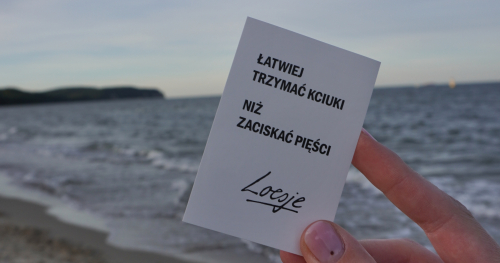 ŁATWIEJ
TRZYMAĆ KCIUKI
NIŻ
ZACISKAĆ PIĘŚCI
Loesje